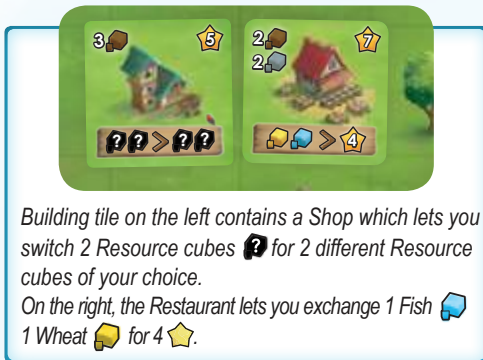 3 5 2 7
2
? ? > ? ? > 4
Building tile on the left contains a Shop which lets you
switch 2 Resource cubes ? for 2 different Resource
cubes of your choice.
On the right, the Restaurant lets you exchange 1 Fish
1 Wheat for 4 .